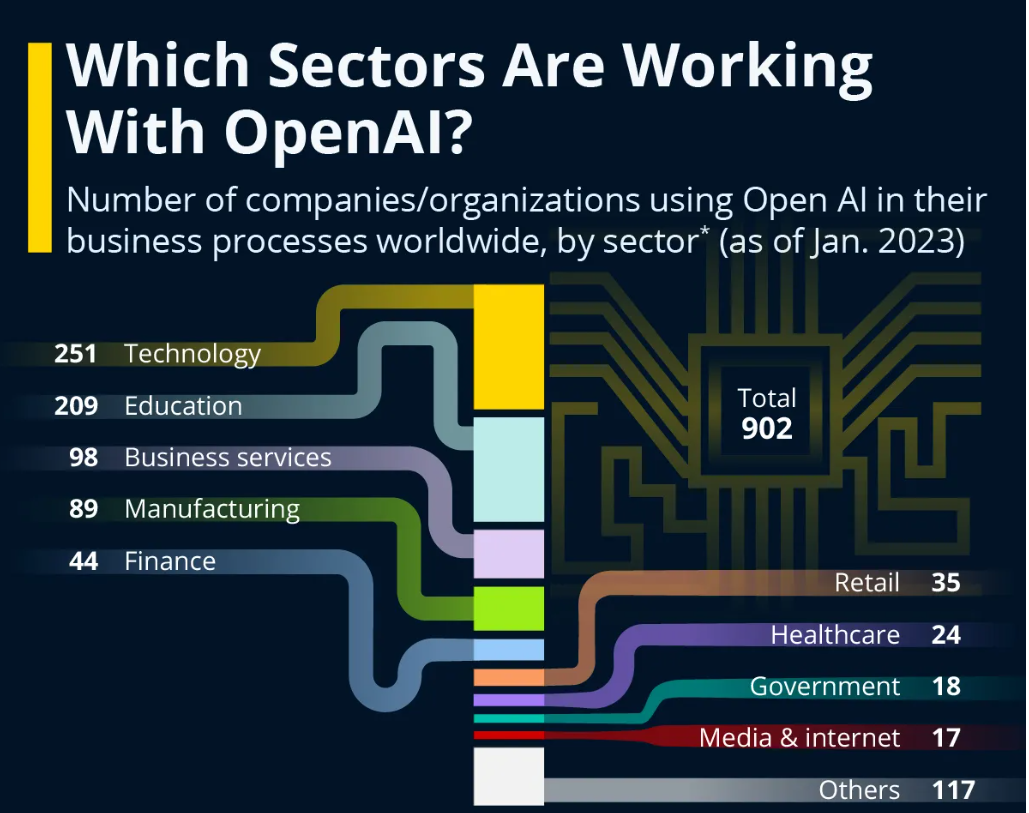 Which Sectors Are Working
With OpenAI?
Number of companies/organizations using Open AI in their
business processes worldwide, by sector* (as of Jan. 2023)
251 Technology
209 Education
98 Business services
89 Manufacturing
44 Finance
Total
902
Retail 35
Healthcare 24
Government 18
Media & internet 17
Others 117